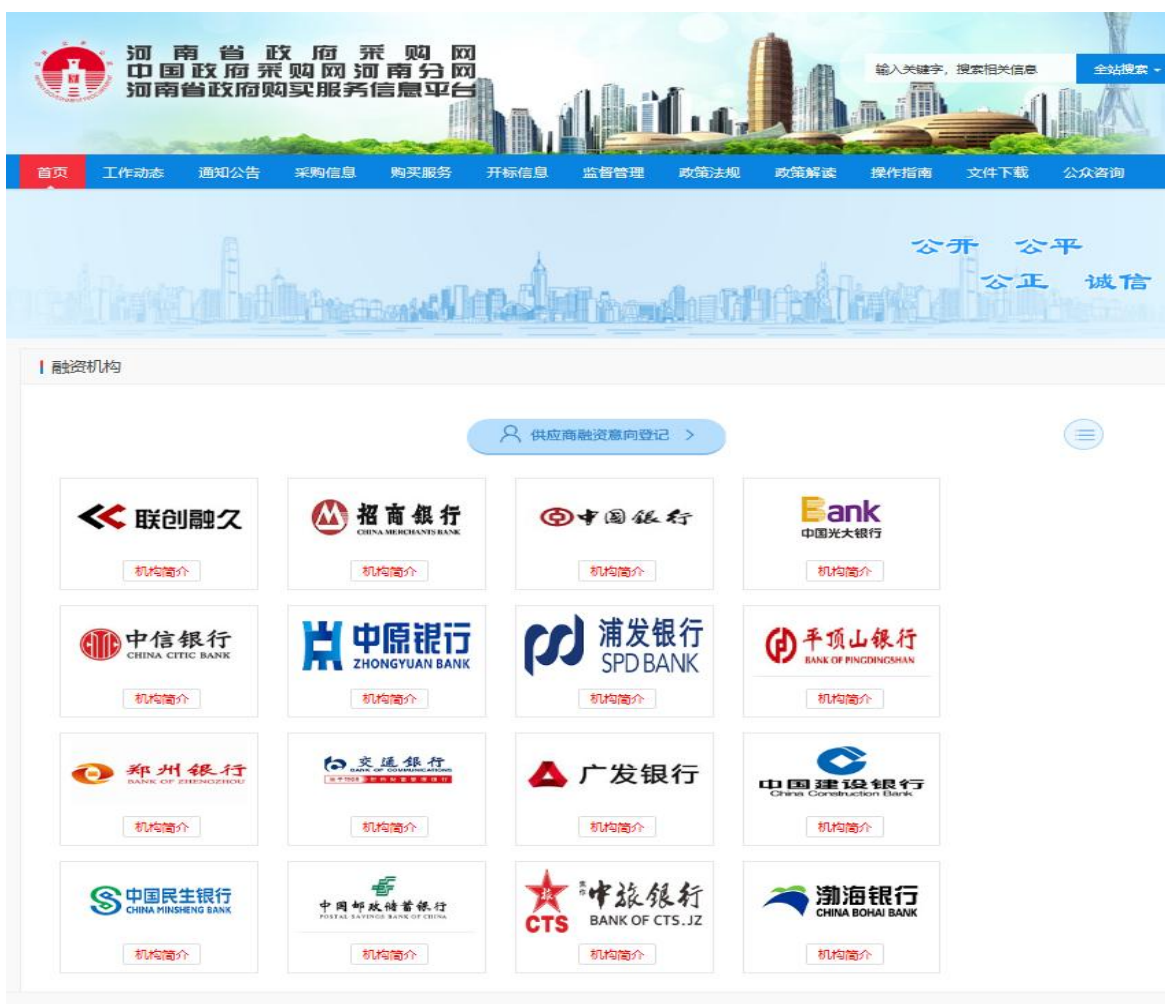 河南省政府采购网
中国政府采购网河南分网
河南省政府购买服务信息平台
输入关键字，搜索相关信息 全站搜索
首页 工作动态 通知公告 采购信息 购买服务 开标信息 监督管理 政策法规 政策解读 操作指南 文件下载 公众咨询
公开 公平
公正 诚信
融资机构
供应商融资意向登记 >
联创融久
机构简介
招商银行
CHINA MERCHANTS BANK
机构简介
中国银行
机构简介
Bank
中国光大银行
机构简介
中信银行
CHINA CITIC BANK
机构简介
中原银行
ZHONGYUAN BANK
机构简介
浦发银行
SPD BANK
机构简介
平顶山银行
BANK OF PINGDINGSHAN
机构简介
郑州银行
BANK OF ZHENGZHOU
机构简介
交通银行
BANK OF COMMUNICATIONS
机构简介
广发银行
机构简介
中国建设银行
China Construction Bank
机构简介
中国民生银行
CHINA MINSHENG BANK
机构简介
中国邮政储蓄银行
POSTAL SAVINGS BANK OF CHINA
机构简介
旅
CTS
焦作中旅银行
BANK OF CTS.JZ
机构简介
渤海银行
CHINA BOHAI BANK
机构简介